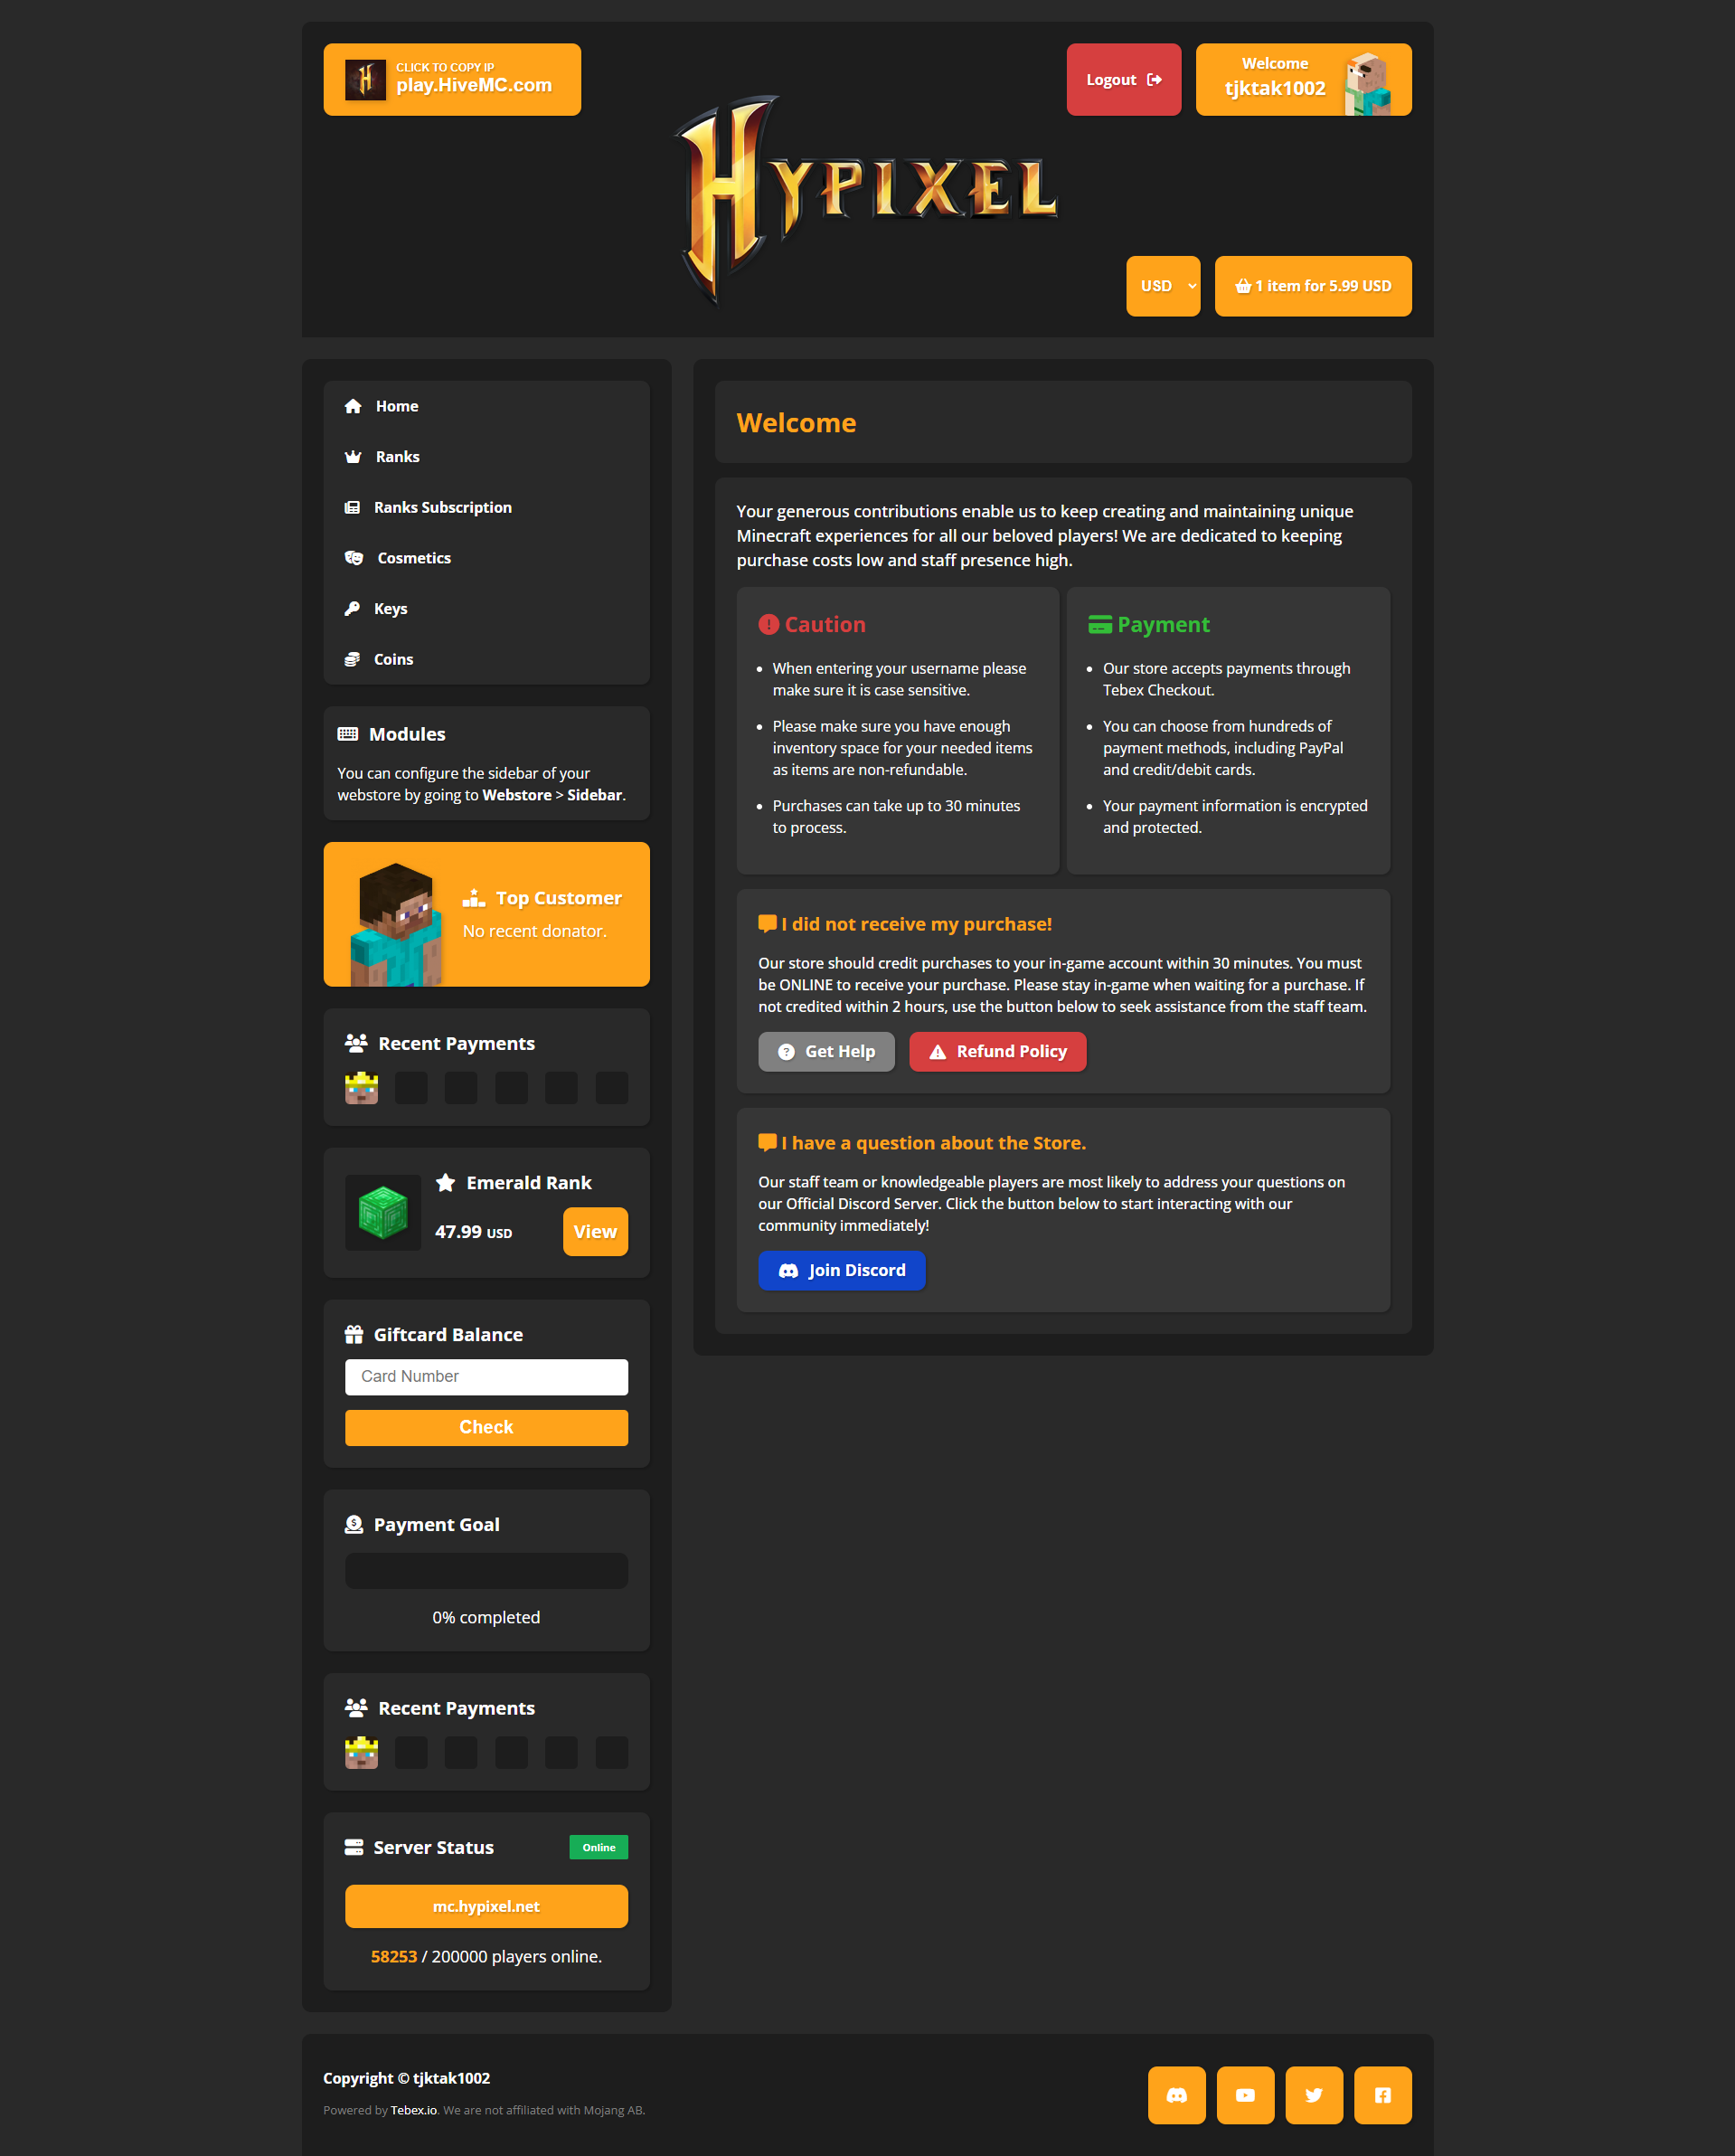 CLICK TO COPY IP
play.HiveMC.com
Logout
Welcome
tjktak1002
HYPIXEL
USD
1 item for 5.99 USD
Home
Ranks
Ranks Subscription
Cosmetics
Keys
Coins
Modules
You can configure the sidebar of your
webstore by going to Webstore > Sidebar.
Top Customer
No recent donator.
Recent Payments
Emerald Rank
47.99 USD
View
Giftcard Balance
Card Number
Check
Payment Goal
0% completed
Recent Payments
Server Status
Online
mc.hypixel.net
58253 / 200000 players online.
Welcome
Your generous contributions enable us to keep creating and maintaining unique
Minecraft experiences for all our beloved players! We are dedicated to keeping
purchase costs low and staff presence high.
Caution
When entering your username please
make sure it is case sensitive.
Please make sure you have enough
inventory space for your needed items
as items are non-refundable.
Purchases can take up to 30 minutes
to process.
Payment
Our store accepts payments through
Tebex Checkout.
You can choose from hundreds of
payment methods, including PayPal
and credit/debit cards.
Your payment information is encrypted
and protected.
I did not receive my purchase!
Our store should credit purchases to your in-game account within 30 minutes. You must
be ONLINE to receive your purchase. Please stay in-game when waiting for a purchase. If
not credited within 2 hours, use the button below to seek assistance from the staff team.
Get Help
Refund Policy
I have a question about the Store.
Our staff team or knowledgeable players are most likely to address your questions on
our Official Discord Server. Click the button below to start interacting with our
community immediately!
Join Discord
Copyright © tjktak1002
Powered by Tebex.io. We are not affiliated with Mojang AB.